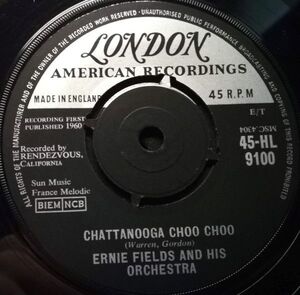 ALL RIGHTS OF THE MANUFACTURER AND OF THE OWNER OF THE RECORDED WORK RESERVED · UNAUTHORISED PUBLIC PERFORMANCE BROADCASTING AND COPYING OF THIS RECORD PROHIBITED
LONDON
AMERICAN RECORDINGS
MADE IN ENGLAND
45 R.P.M
RECORDING FIRST
PUBLISHED 1960
E/T
MSC.4304
Recorded by
RENDEZVOUS,
CALIFORNIA
45-HL
9100
Sun Music
France Melodic
BIEM NCB
CHATTANOOGA CHOO CHOO
(Warren, Gordon)
ERNIE FIELDS AND HIS
ORCHESTRA